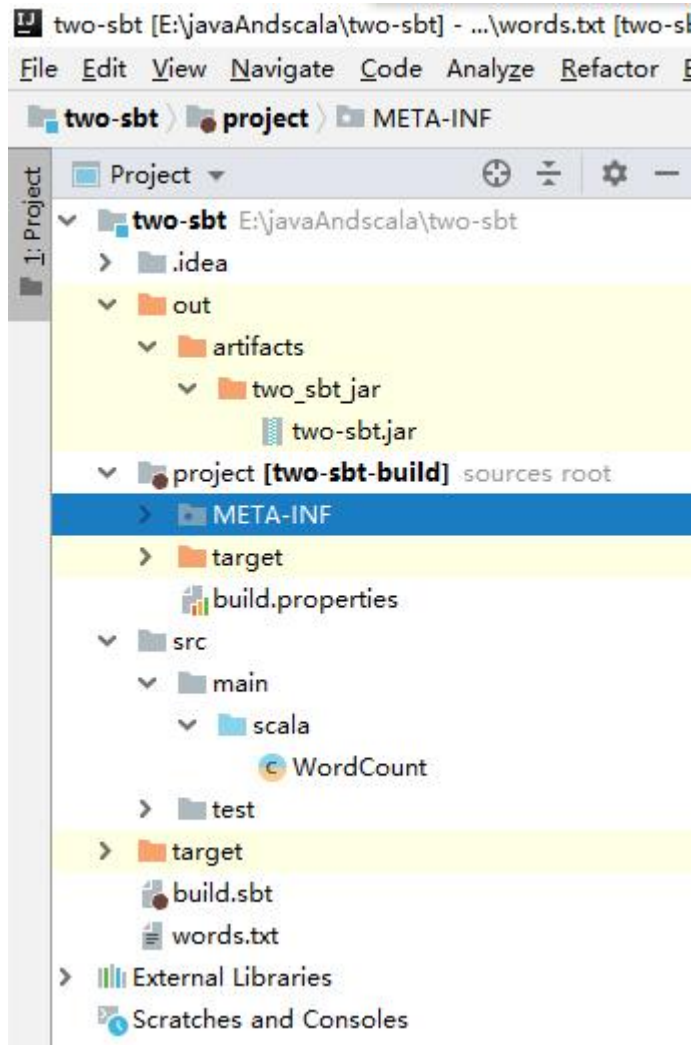 two-sbt [E:\javaAndscala\two-sbt] - ...\words.txt [two-sb
File Edit View Navigate Code Analyze Refactor
two-sbt project META-INF
1: Project
Project
two-sbt E:\javaAndscala\two-sbt
.idea
out
artifacts
two_sbt_jar
two-sbt.jar
project [two-sbt-build] sources root
META-INF
target
build.properties
src
main
scala
WordCount
test
target
build.sbt
words.txt
External Libraries
Scratches and Consoles